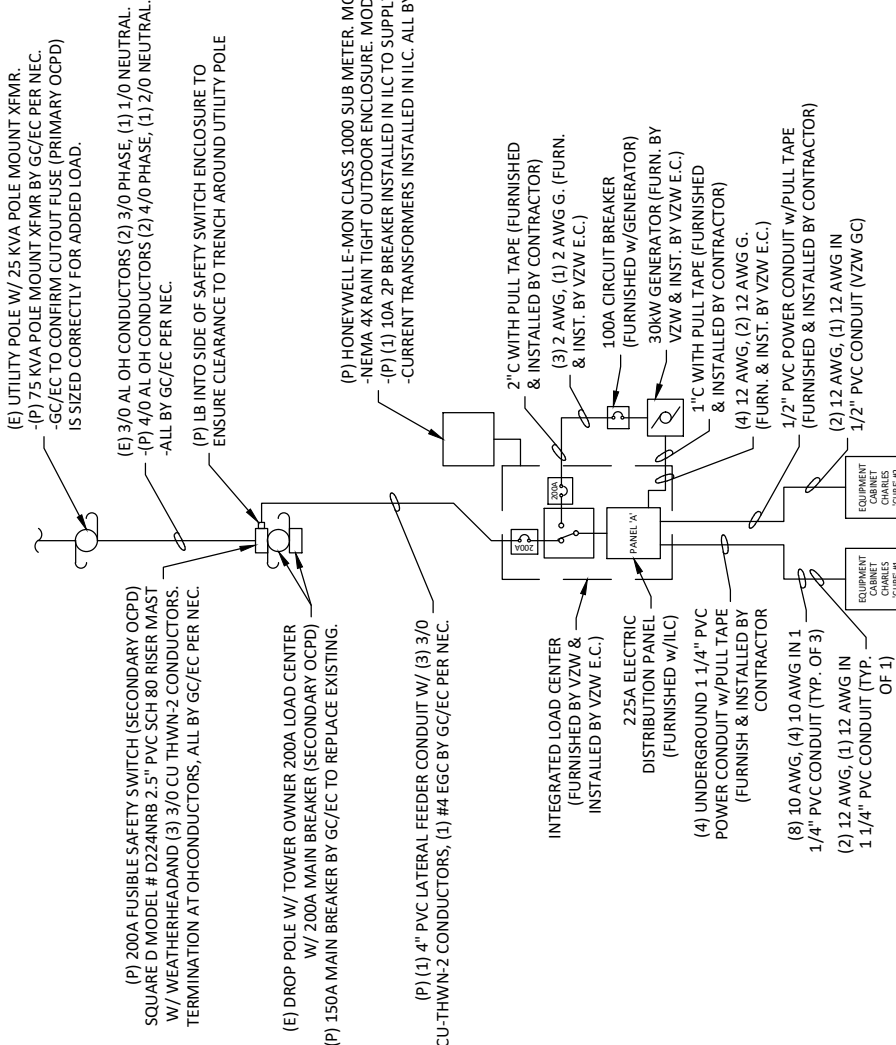 (E) UTILITY POLE W/ 25 KVA POLE MOUNT XFMR.
-(P) 75 KVA POLE MOUNT XFMR BY GC/EC PER NEC.
-GC/EC TO CONFIRM CUTOUT FUSE (PRIMARY OCPD)
IS SIZED CORRECTLY FOR ADDED LOAD.
(E) 3/0 AL OH CONDUCTORS (2) 3/0 PHASE, (1) 1/0 NEUTRAL.
-(P) 4/0 AL OH CONDUCTORS (2) 4/0 PHASE, (1) 2/0 NEUTRAL.
-ALL BY GC/EC PER NEC.
(P) LB INTO SIDE OF SAFETY SWITCH ENCLOSURE TO
ENSURE CLEARANCE TO TRENCH AROUND UTILITY POLE
(P) 200A FUSIBLE SAFETY SWITCH (SECONDARY OCPD)
SQUARE D MODEL # D224NRB 2.5" PVC SCH 80 RISER MAST
W/ WEATHERHEADAND (3) 3/0 CU THWN-2 CONDUCTORS.
TERMINATION AT OHCONDUCTORS, ALL BY GC/EC PER NEC.
(E) DROP POLE W/ TOWER OWNER 200A LOAD CENTER
W/ 200A MAIN BREAKER (SECONDARY OCPD)
(P) 150A MAIN BREAKER BY GC/EC TO REPLACE EXISTING.
(P) HONEYWELL E-MON CLASS 1000 SUB METER.
-NEMA 4X RAIN TIGHT OUTDOOR ENCLOSURE.
-(P) (1) 10A 2P BREAKER INSTALLED IN ILC TO SUPPLY
-CURRENT TRANSFORMERS INSTALLED IN ILC. ALL BY
(P) (1) 4" PVC LATERAL FEEDER CONDUIT W/ (3) 3/0
CU-THWN-2 CONDUCTORS, (1) #4 EGC BY GC/EC PER NEC.
200A
200A
PANEL 'A'
2"C WITH PULL TAPE (FURNISHED
& INSTALLED BY CONTRACTOR)
(3) 2 AWG, (1) 2 AWG G. (FURN.
& INST. BY VZW E.C.)
100A CIRCUIT BREAKER
(FURNISHED w/GENERATOR)
30KW GENERATOR (FURN. BY
VZW & INST. BY VZW E.C.)
1"C WITH PULL TAPE (FURNISHED
& INSTALLED BY CONTRACTOR)
(4) 12 AWG, (2) 12 AWG G.
(FURN. & INST. BY VZW E.C.)
1/2" PVC POWER CONDUIT w/PULL TAPE
(FURNISHED & INSTALLED BY CONTRACTOR)
(2) 12 AWG, (1) 12 AWG IN
1/2" PVC CONDUIT (VZW GC)
INTEGRATED LOAD CENTER
(FURNISHED BY VZW &
INSTALLED BY VZW E.C.)
225A ELECTRIC
DISTRIBUTION PANEL
(FURNISHED w/ILC)
(4) UNDERGROUND 1 1/4" PVC
POWER CONDUIT w/PULL TAPE
(FURNISH & INSTALLED BY
CONTRACTOR
(8) 10 AWG, (4) 10 AWG IN 1
1/4" PVC CONDUIT (TYP. OF 3)
(2) 12 AWG, (1) 12 AWG IN
1 1/4" PVC CONDUIT (TYP.
OF 1)
EQUIPMENT
CABINET
CHARLES
EQUIPMENT
CABINET
CHARLES